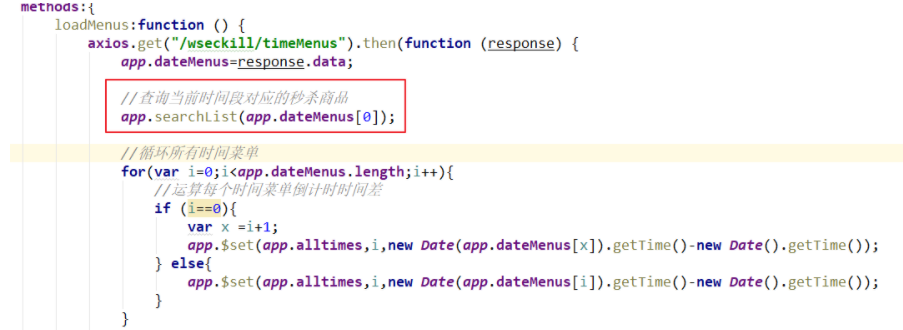 methods:{
loadMenus:function () {
axios.get("/wseckill/timeMenus").then(function (response) {
app.dateMenus=response.data;
//查询当前时间段对应的秒杀商品
app.searchList(app.dateMenus[0]);
//循环所有时间菜单
for(var i=0;i<app.dateMenus.length;i++){
//运算每个时间菜单倒计时时间差
if (i==0){
var x =i+1;
app.$set(app.alltimes,i,new Date(app.dateMenus[x]).getTime()-new Date().getTime());
} else{
app.$set(app.alltimes,i,new Date(app.dateMenus[i]).getTime()-new Date().getTime());
}
}